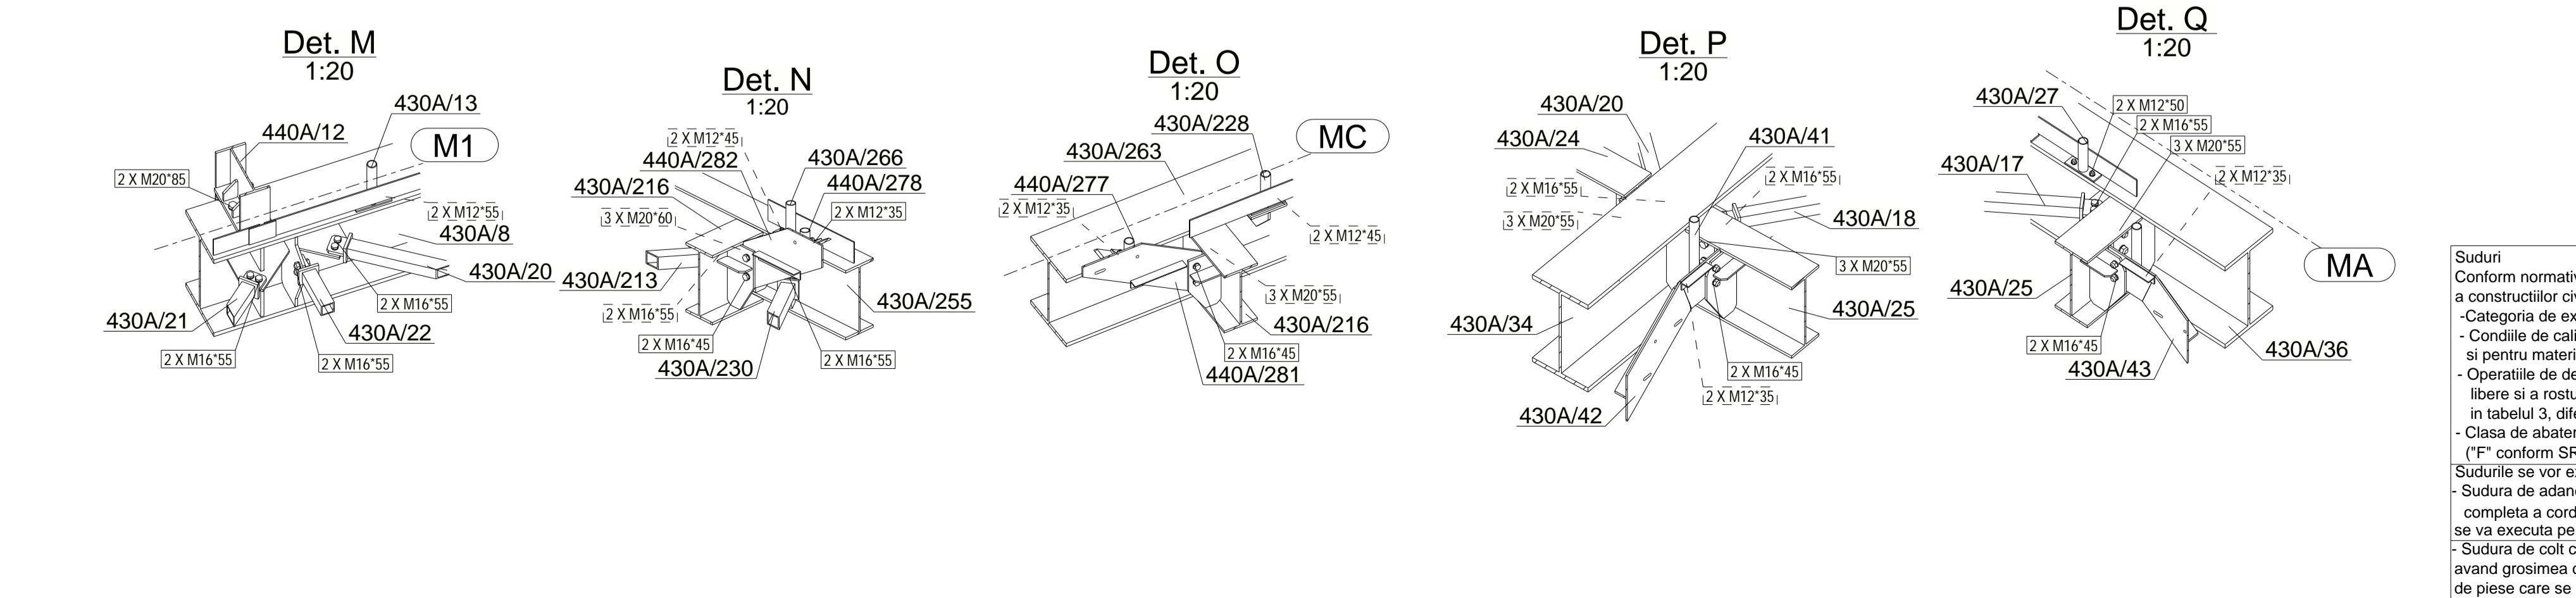 Det. M
1:20
430A/13
440A/12
M1
2 X M20*85
2 X M12*55
430A/8
430A/20
2 X M16*55
430A/21
430A/22
2 X M16*55
2 X M16*55
Det. N
1:20
2 X M12*45
440A/282
430A/266
430A/216
440A/278
3 X M20*60
2 X M12*35
430A/213
430A/255
2 X M16*55
2 X M16*45
430A/230
2 X M16*55
Det. O
1:20
430A/228
MC
430A/263
440A/277
2 X M12*35
2 X M12*45
3 X M20*55
430A/216
2 X M16*45
440A/281
Det. P
1:20
430A/20
430A/24
430A/41
2 X M16*55
2 X M16*55
3 X M20*55
430A/18
3 X M20*55
430A/34
430A/25
2 X M16*45
2 X M12*35
430A/42
Det. Q
1:20
430A/27
2 X M12*50
2 X M16*55
3 X M20*55
430A/17
2 X M12*35
MA
430A/25
2 X M16*45
430A/36
430A/43
Suduri
Conform normativ
a constructiilor civ
-Categoria de ex
- Condiile de cali
si pentru materi
- Operatiile de de
libere si a rostu
in tabelul 3, dife
- Clasa de abater
("F" conform SR
Sudurile se vor e
- Sudura de adanc
completa a cord
se va executa pe
- Sudura de colt c
avand grosimea
de piese care se